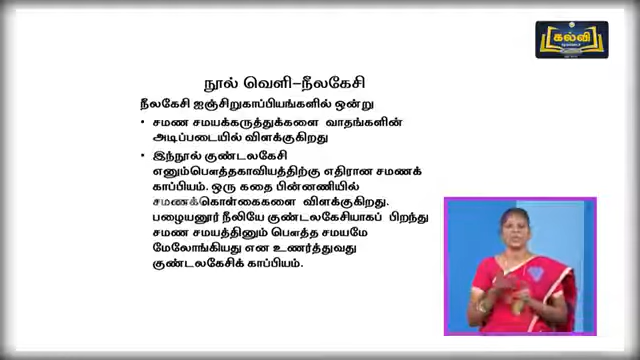 கல்வி
நூல் வெளி–நீலகேசி
நீலகேசி ஐஞ்சிறுகாப்பியங்களில் ஒன்று
• சமண சமயக்கருத்துக்களை வாதங்களின்
அடிப்படையில் விளக்குகிறது
• இந்நூல் குண்டலகேசி
எனும்பௌத்தகாவியத்திற்கு எதிரான சமணக்
காப்பியம். ஒரு கதை பின்னணியில்
சமணக்கொள்கைகளை விளக்குகிறது.
பழையனூர் நீலியே குண்டலகேசியாகப் பிறந்து
சமண சமயத்தினும் பௌத்த சமயமே
மேலோங்கியது என உணர்த்துவது
குண்டலகேசிக் காப்பியம்.